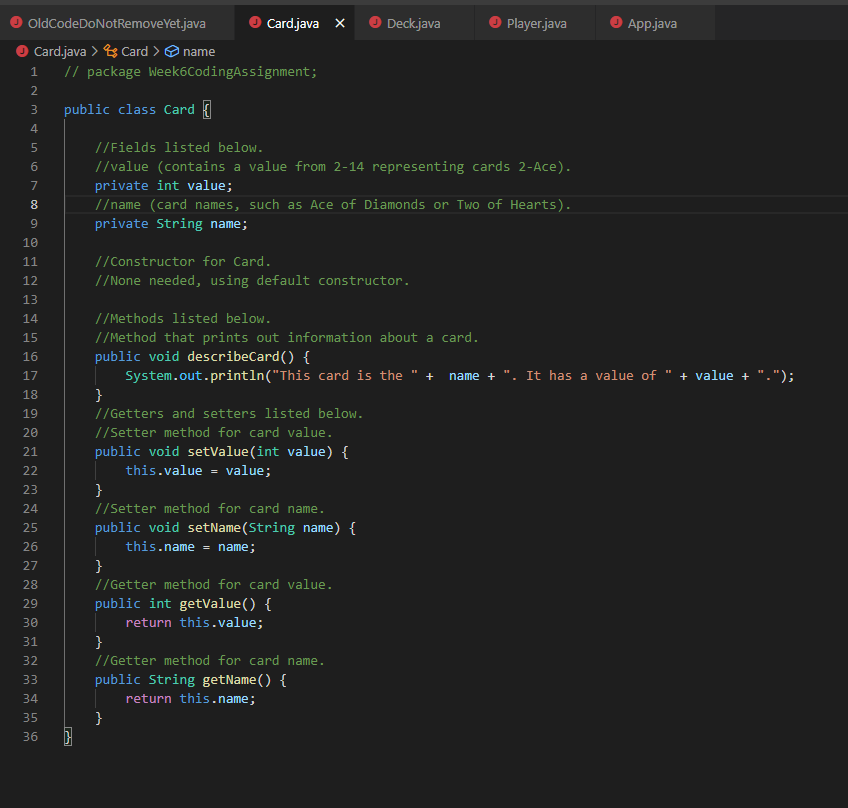 OldCodeDoNotRemoveYet.java Card.java × Deck.java Player.java App.java
Card.java > Card > name
1 // package Week6CodingAssignment;
2
3 public class Card {
4
5 //Fields listed below.
6 //value (contains a value from 2-14 representing cards 2-Ace).
7 private int value;
8 //name (card names, such as Ace of Diamonds or Two of Hearts).
9 private String name;
10
11 //Constructor for Card.
12 //None needed, using default constructor.
13
14 //Methods listed below.
15 //Method that prints out information about a card.
16 public void describeCard() {
17 System.out.println("This card is the " +  name + ". It has a value of " + value + ".");
18 }
19 //Getters and setters listed below.
20 //Setter method for card value.
21 public void setValue(int value) {
22 this.value = value;
23 }
24 //Setter method for card name.
25 public void setName(String name) {
26 this.name = name;
27 }
28 //Getter method for card value.
29 public int getValue() {
30 return this.value;
31 }
32 //Getter method for card name.
33 public String getName() {
34 return this.name;
35 }
36 }